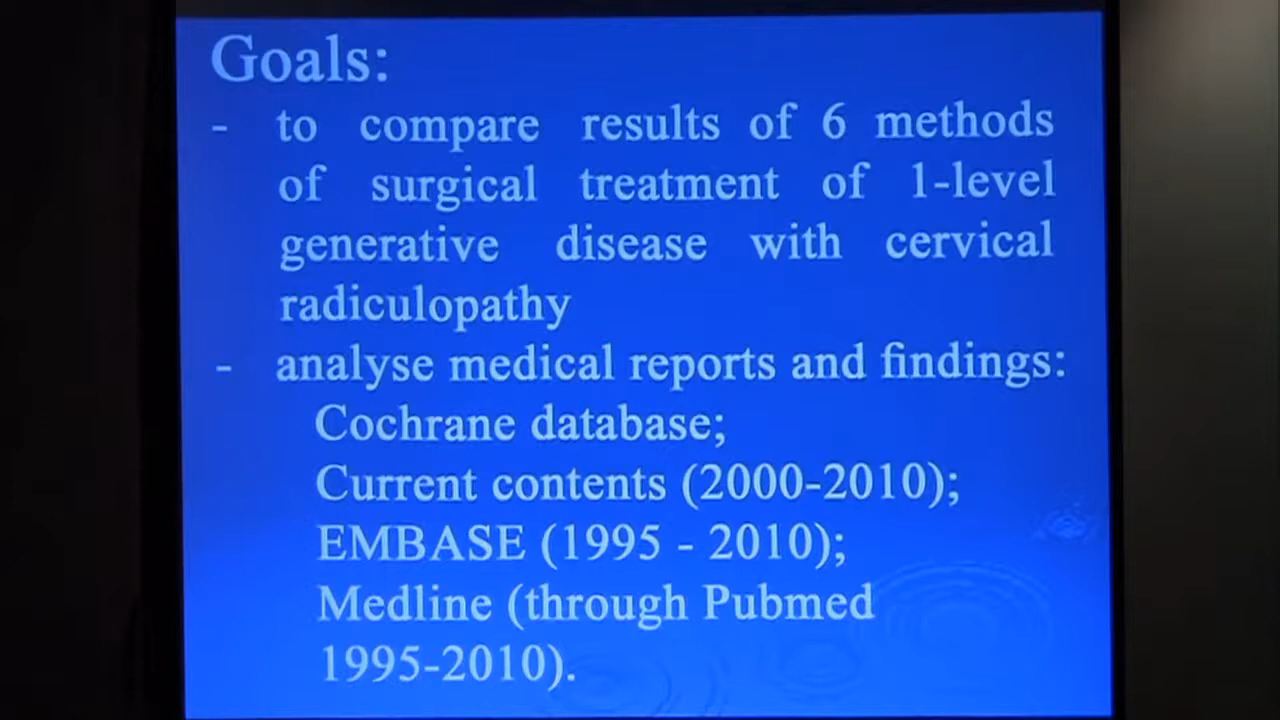 Goals:
- to compare results of 6 methods
of surgical treatment of 1-level
generative disease with cervical
radiculopathy
- analyse medical reports and findings:
Cochrane database;
Current contents (2000-2010);
EMBASE (1995 - 2010);
Medline (through Pubmed
1995-2010).